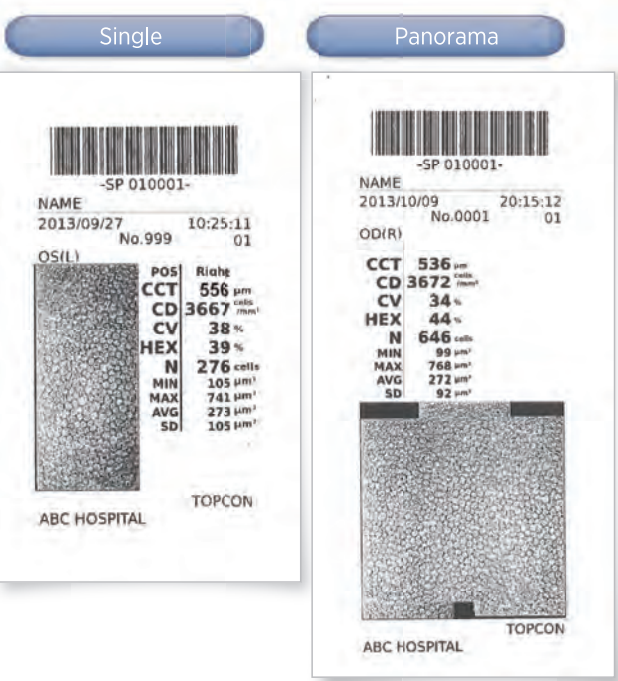 Single
-SP 010001-
NAME
2013/09/27 10:25:11
No.999 01
OS(L)
POS Right
CCT 556 µm
CD 3667 cells/mm²
CV 38 %
HEX 39 %
N 276 cells
MIN 105 µm²
MAX 741 µm²
AVG 273 µm²
SD 105 µm²
TOPCON
ABC HOSPITAL
Panorama
-SP 010001-
NAME
2013/10/09 20:15:12
No.0001 01
OD(R)
CCT 536 µm
CD 3672 cells/mm²
CV 34 %
HEX 44 %
N 646 cells
MIN 99 µm²
MAX 768 µm²
AVG 272 µm²
SD 92 µm²
TOPCON
ABC HOSPITAL